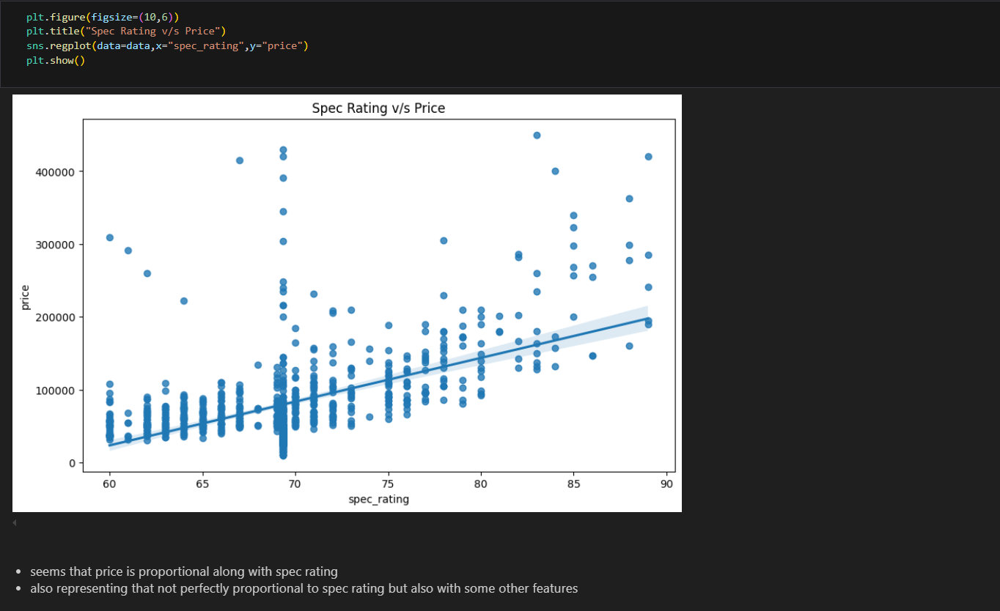 plt.figure(figsize=(10,6))
plt.title("Spec Rating v/s Price")
sns.regplot(data=data,x="spec_rating",y="price")
plt.show()
Spec Rating v/s Price
400000
300000
200000
100000
0
price
60 65 70 75 80 85 90
spec_rating
• seems that price is proportional along with spec rating
• also representing that not perfectly proportional to spec rating but also with some other features